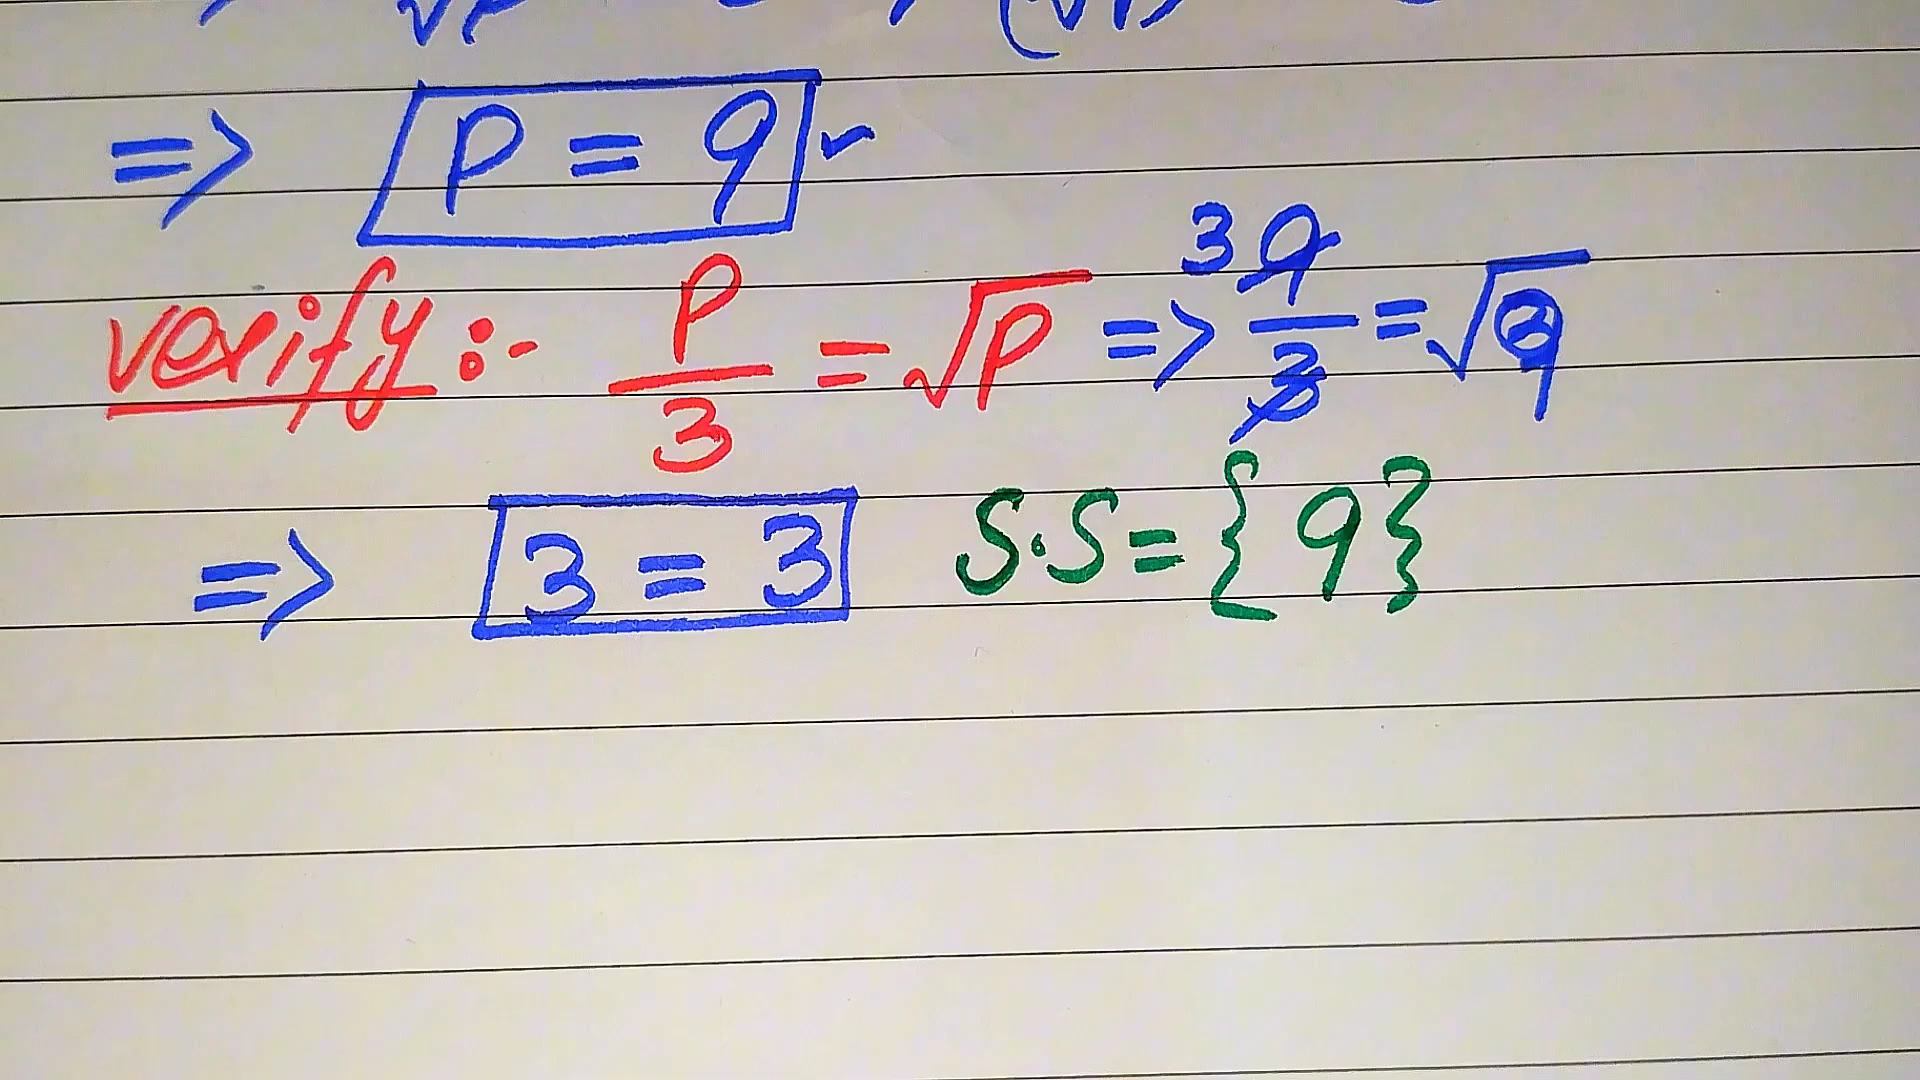 => P = 9 ✓
verify :- P/3 = √P => 3 9/3 = √9
=> 3 = 3 S.S = {9}